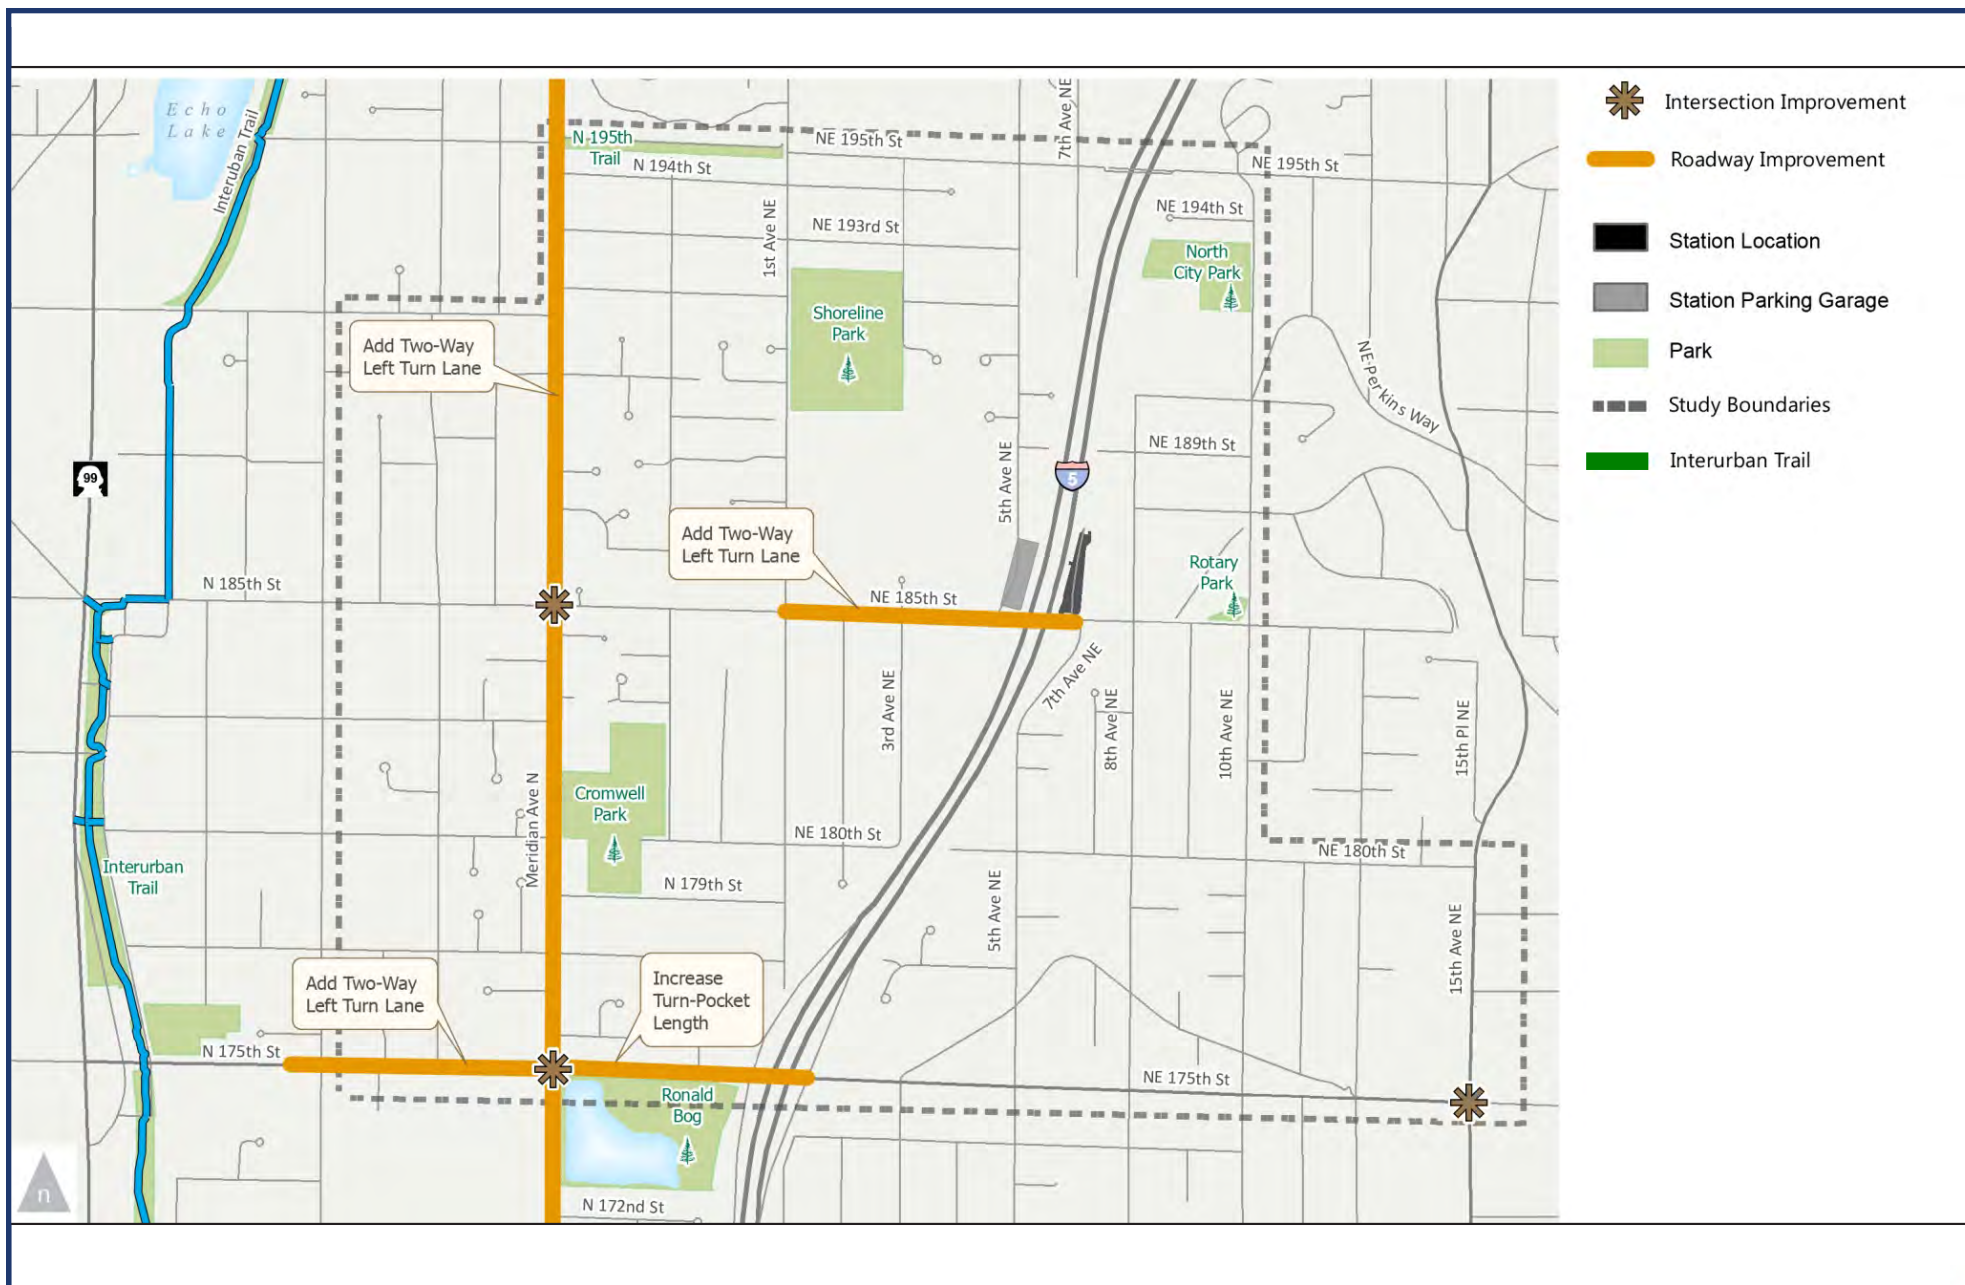 Echo
Lake
Interuban Trail
7th Ave NE
N 195th
Trail
NE 195th St
NE 195th St
N 194th St
1st Ave NE
NE 193rd St
NE 194th St
North
City Park
Shoreline
Park
Add Two-Way
Left Turn Lane
NE Perkins Way
NE 189th St
99
5
5th Ave NE
Add Two-Way
Left Turn Lane
N 185th St
NE 185th St
Rotary
Park
7th Ave NE
3rd Ave NE
8th Ave NE
10th Ave NE
15th Pl NE
Meridian Ave N
Cromwell
Park
NE 180th St
NE 180th St
Interurban
Trail
N 179th St
5th Ave NE
15th Ave NE
Add Two-Way
Left Turn Lane
Increase
Turn-Pocket
Length
N 175th St
NE 175th St
Ronald
Bog
N 172nd St
n
Intersection Improvement
Roadway Improvement
Station Location
Station Parking Garage
Park
Study Boundaries
Interurban Trail